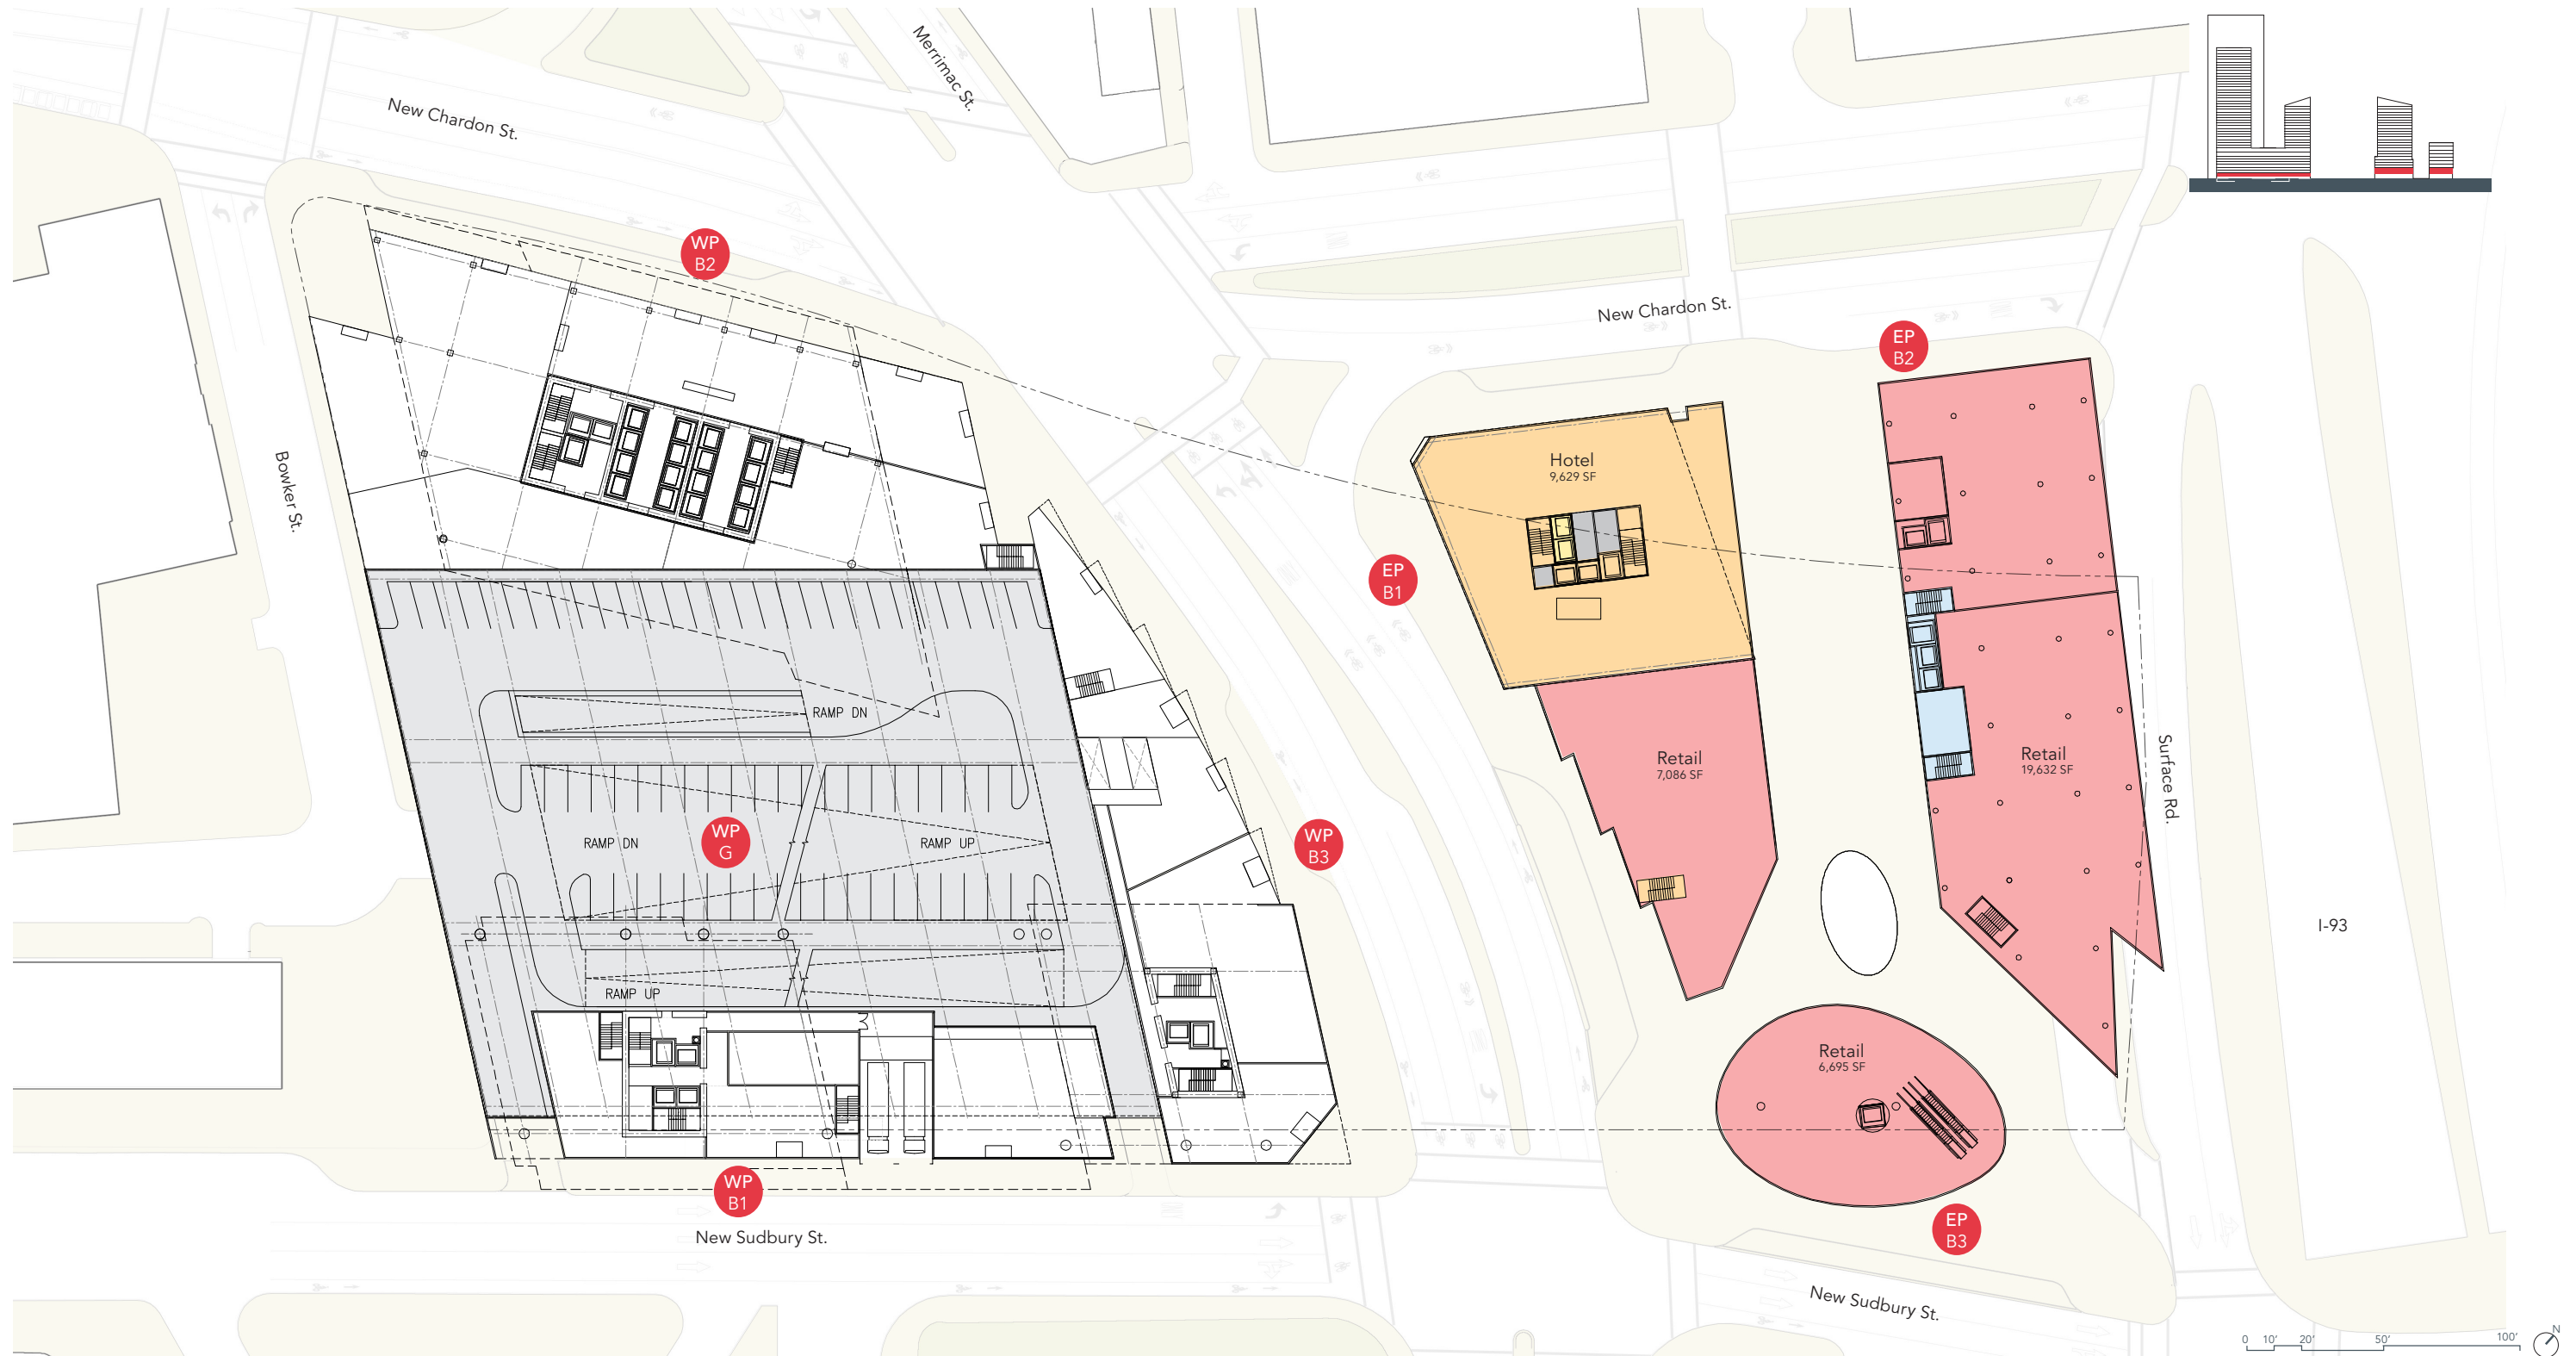 New Chardon St.
Merrimac St.
WP
B2
New Chardon St.
EP
B2
Hotel
9,629 SF
Bowker St.
EP
B1
RAMP DN
Retail
7,086 SF
Retail
19,632 SF
Surface Rd.
RAMP DN
WP
G
RAMP UP
WP
B3
I-93
RAMP UP
Retail
6,695 SF
WP
B1
New Sudbury St.
EP
B3
New Sudbury St.
0 10' 20' 50' 100'
N